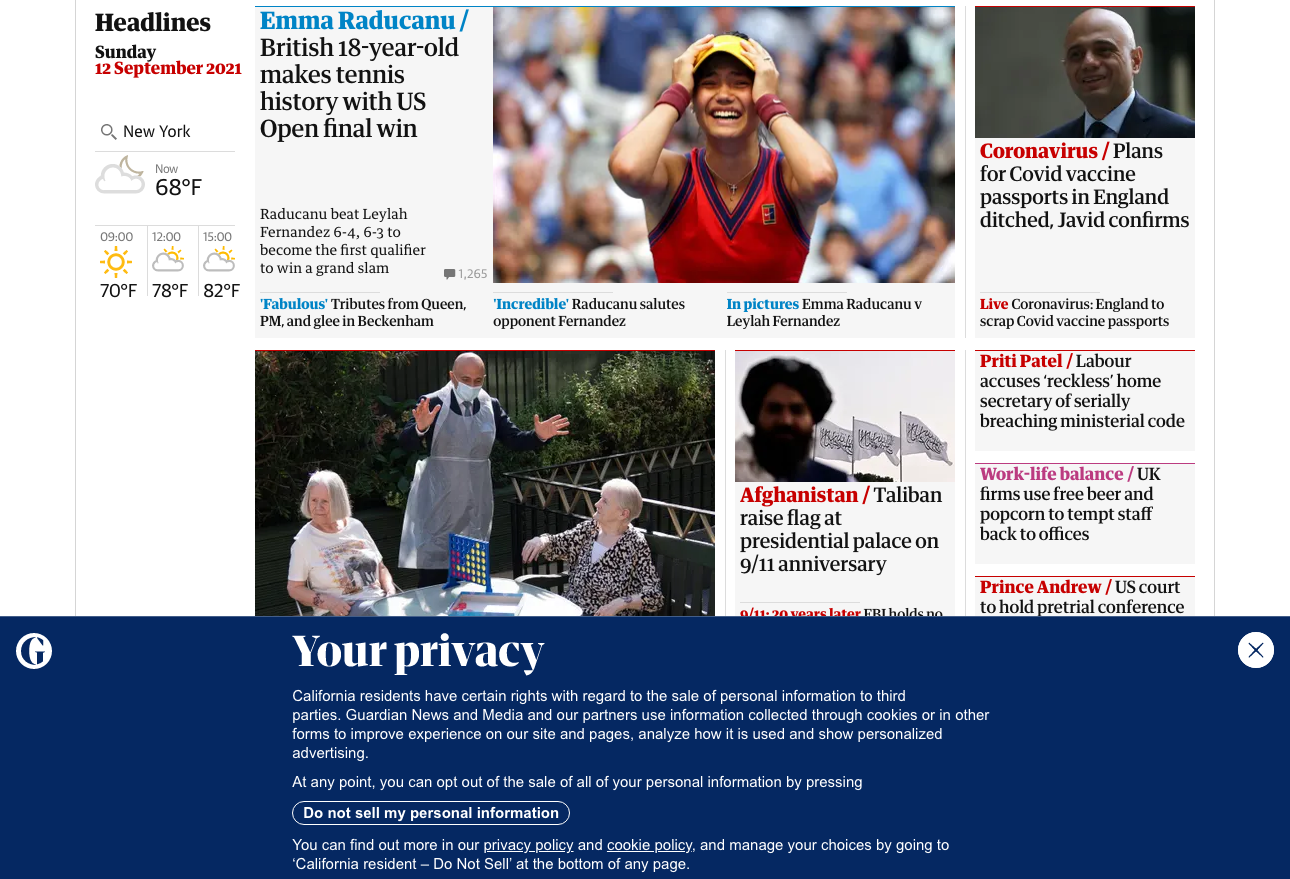 Headlines
Sunday
12 September 2021
New York
Now
68°F
09:00
12:00
15:00
70°F
78°F
82°F
Emma Raducanu /
British 18-year-old
makes tennis
history with US
Open final win
Raducanu beat Leylah
Fernandez 6-4, 6-3 to
become the first qualifier
to win a grand slam
1,265
'Fabulous' Tributes from Queen,
PM, and glee in Beckenham
'Incredible' Raducanu salutes
opponent Fernandez
In pictures Emma Raducanu v
Leylah Fernandez
Coronavirus / Plans
for Covid vaccine
passports in England
ditched, Javid confirms
Live Coronavirus: England to
scrap Covid vaccine passports
Afghanistan / Taliban
raise flag at
presidential palace on
9/11 anniversary
9/11: 20 years later FBI holds no
Priti Patel / Labour
accuses ‘reckless’ home
secretary of serially
breaching ministerial code
Work-life balance / UK
firms use free beer and
popcorn to tempt staff
back to offices
Prince Andrew / US court
to hold pretrial conference
G
Your privacy
California residents have certain rights with regard to the sale of personal information to third
parties. Guardian News and Media and our partners use information collected through cookies or in other
forms to improve experience on our site and pages, analyze how it is used and show personalized
advertising.
At any point, you can opt out of the sale of all of your personal information by pressing
Do not sell my personal information
You can find out more in our privacy policy and cookie policy, and manage your choices by going to
‘California resident – Do Not Sell’ at the bottom of any page.